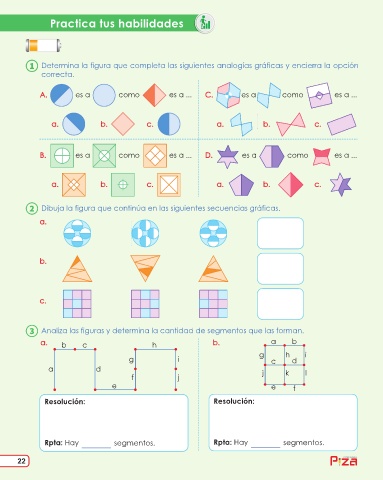 Practica tus habilidades
1 Determina la figura que completa las siguientes analogías gráficas y encierra la opción
correcta.
A. es a como es a ... C. es a como es a ...
a. b. c. a. b. c.
B. es a como es a ... D. es a como es a ...
a. b. c. a. b. c.
2 Dibuja la figura que continúa en las siguientes secuencias gráficas.
a.
b.
c.
3 Analiza las figuras y determina la cantidad de segmentos que las forman.
a. b.
b c h
g i
a d
f j
e
a b
g h i
c d
j k l
e f
Resolución: Resolución:
Rpta: Hay ______ segmentos. Rpta: Hay ______ segmentos.
22 Piza